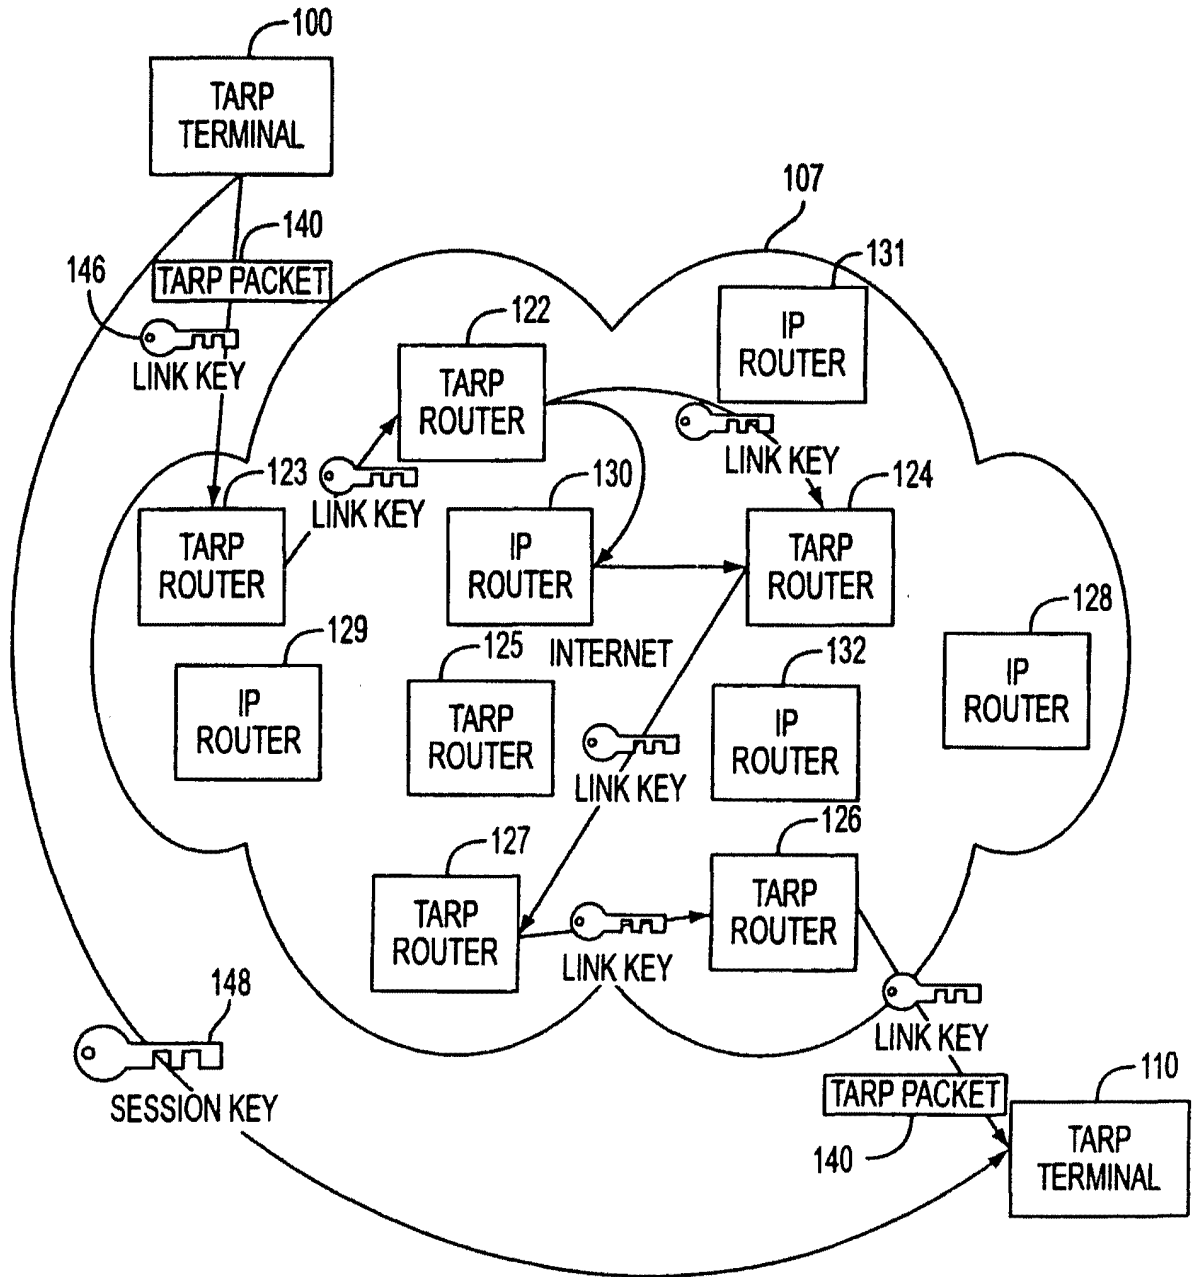 100
TARP
TERMINAL
107
140
131
146
TARP PACKET
122
IP
ROUTER
LINK KEY
TARP
ROUTER
LINK KEY
123
LINK KEY
130
124
TARP
ROUTER
IP
ROUTER
TARP
ROUTER
129
125
INTERNET
132
128
IP
ROUTER
TARP
ROUTER
IP
ROUTER
IP
ROUTER
LINK KEY
127
126
TARP
ROUTER
TARP
ROUTER
LINK KEY
148
LINK KEY
SESSION KEY
TARP PACKET
110
140
TARP
TERMINAL